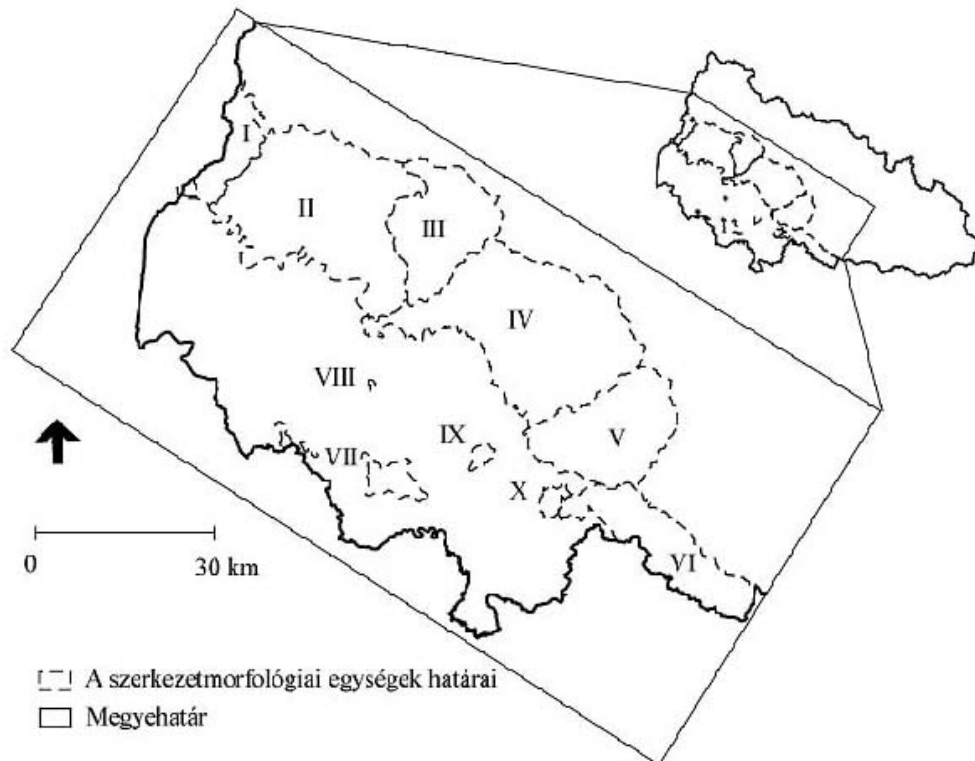 I
II
III
IV
VIII
IX
V
VII
X
VI
0 30 km
A szerkezetmorfológiai egységek határai
Megyehatár